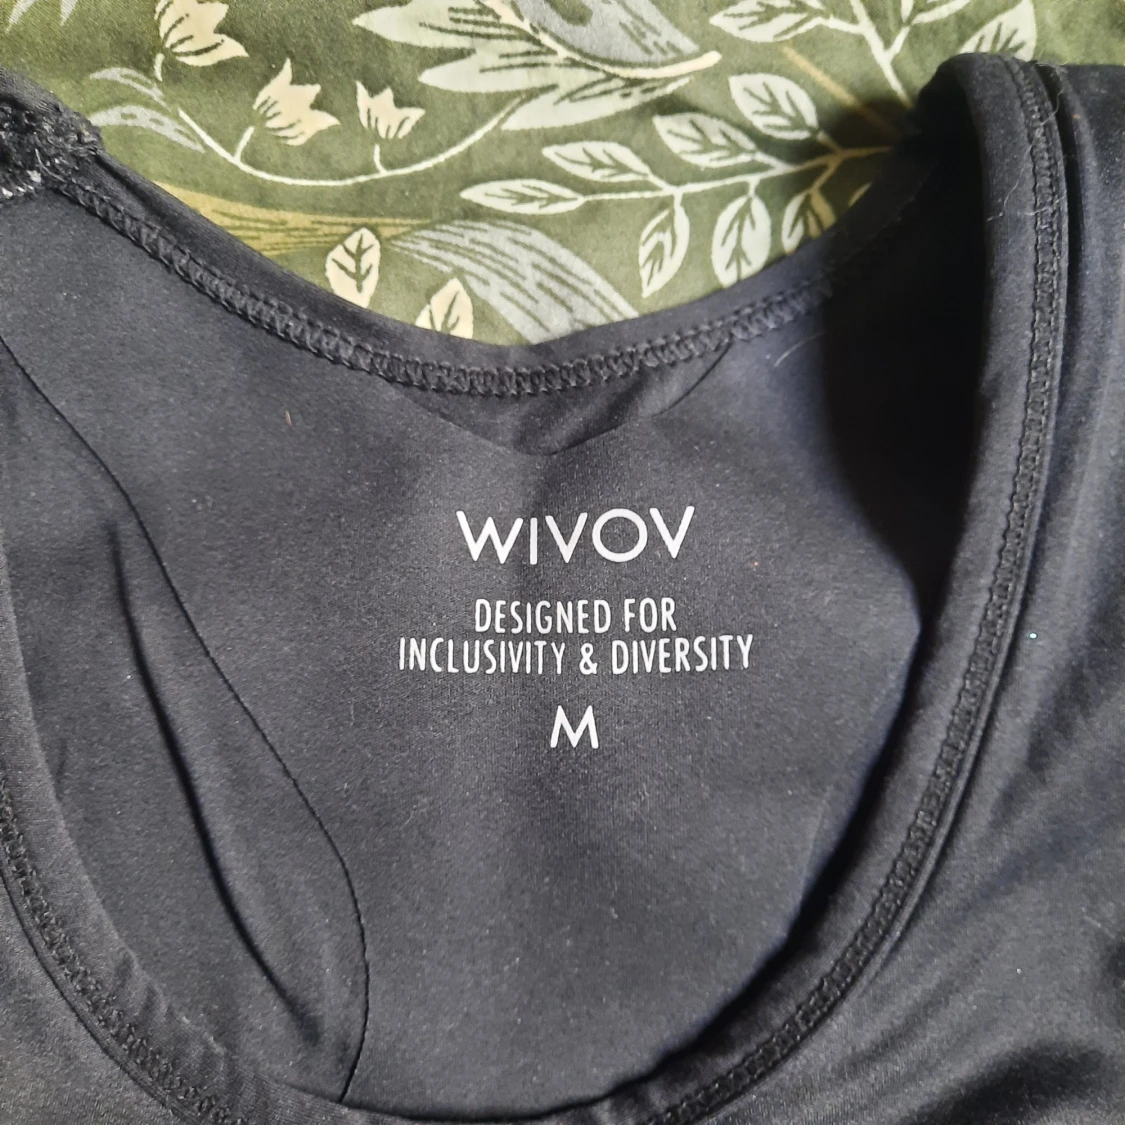 WIVOV
DESIGNED FOR
INCLUSIVITY & DIVERSITY
M